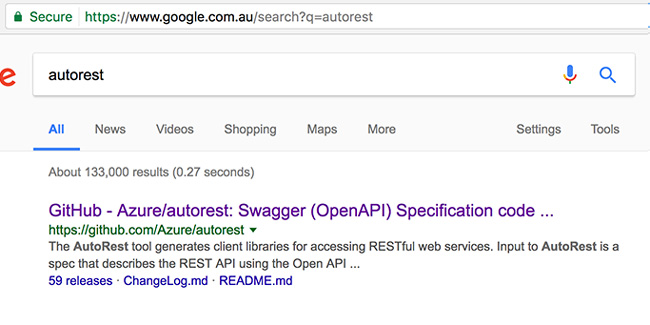 Secure https://www.google.com.au/search?q=autorest
e autorest
All News Videos Shopping Maps More Settings Tools
About 133,000 results (0.27 seconds)
GitHub - Azure/autorest: Swagger (OpenAPI) Specification code ...
https://github.com/Azure/autorest
The AutoRest tool generates client libraries for accessing RESTful web services. Input to AutoRest is a
spec that describes the REST API using the Open API ...
59 releases · ChangeLog.md · README.md